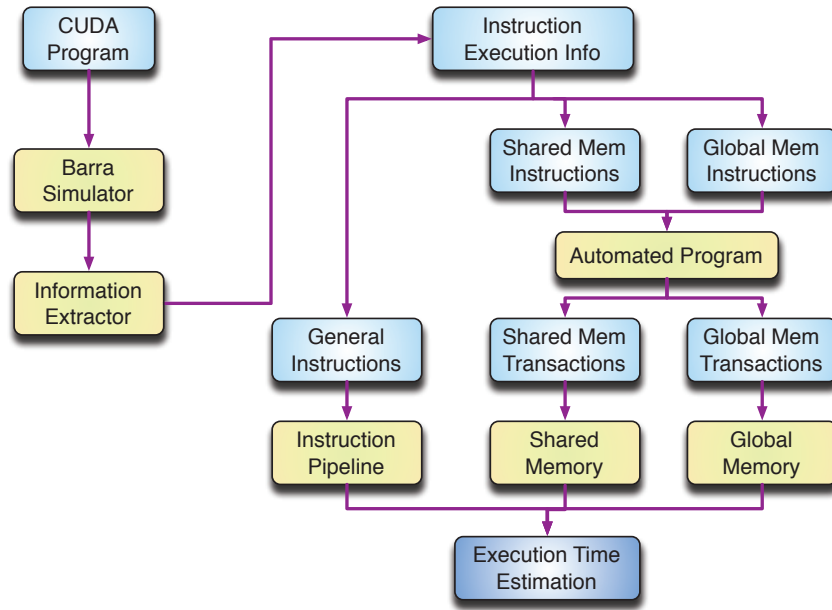 CUDA
Program
Instruction
Execution Info
Barra
Simulator
Shared Mem
Instructions
Global Mem
Instructions
Automated Program
Information
Extractor
General
Instructions
Shared Mem
Transactions
Global Mem
Transactions
Instruction
Pipeline
Shared
Memory
Global
Memory
Execution Time
Estimation